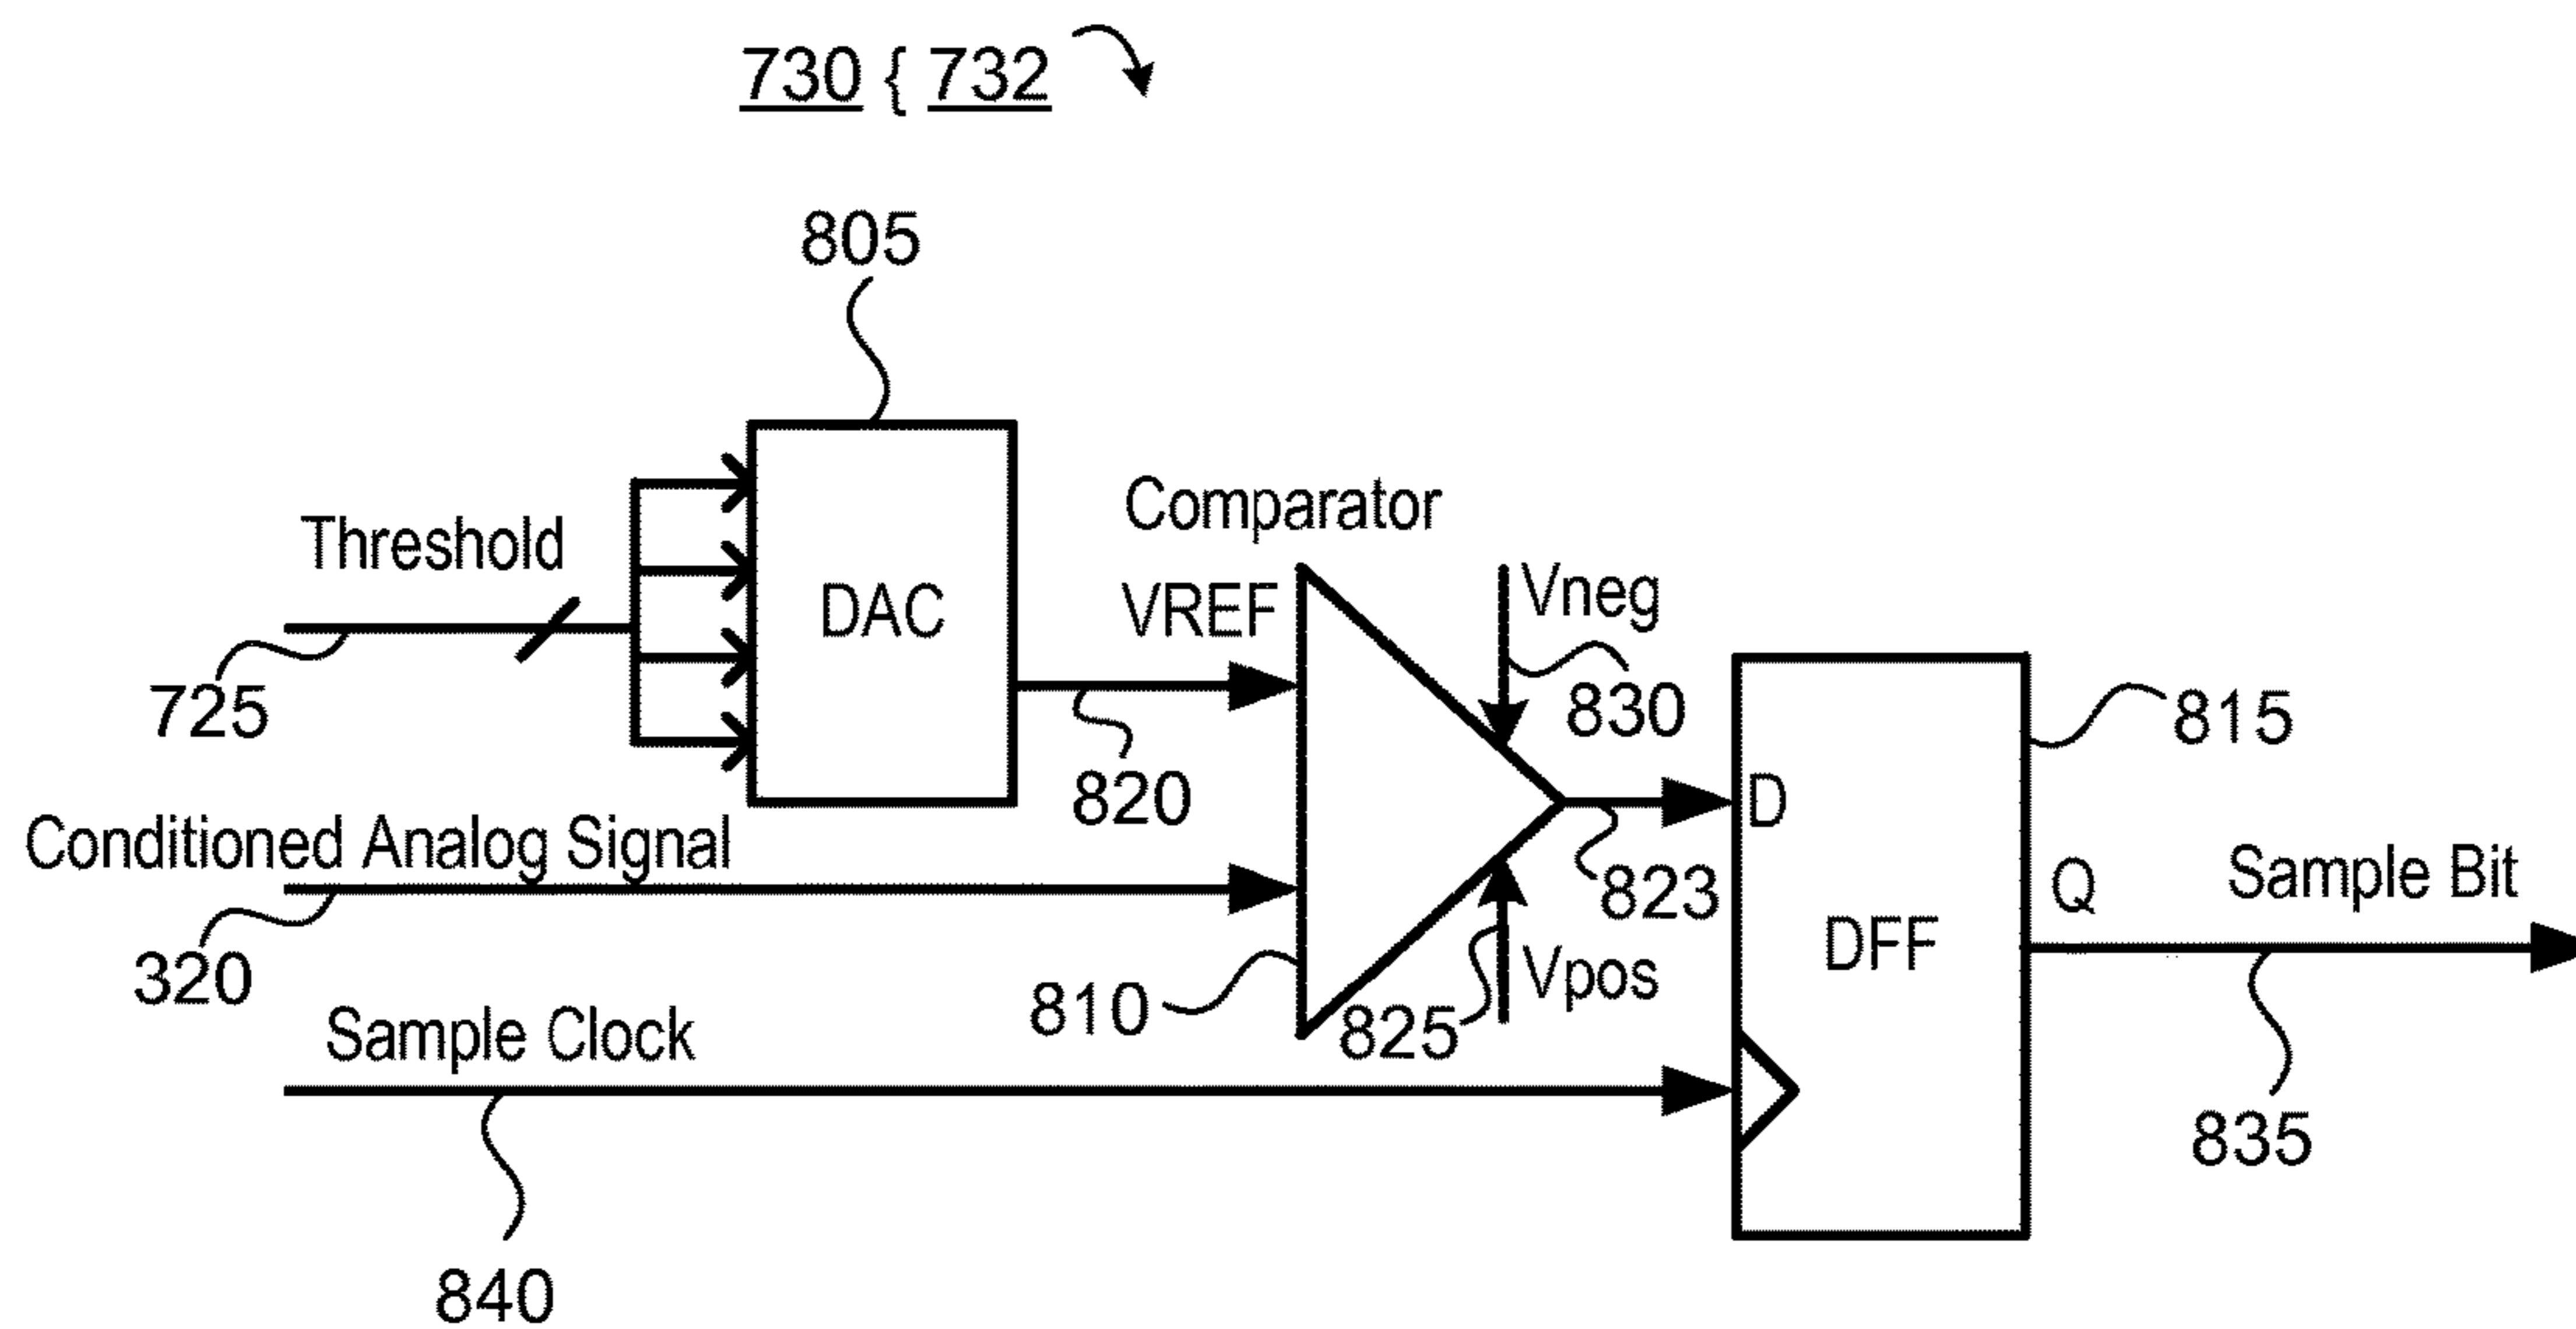 730 { 732
805
Comparator
Threshold
DAC
VREF
Vneg
725
830
815
820
D
Conditioned Analog Signal
823
Q
Sample Bit
DFF
320
810
Vpos
825
Sample Clock
835
840